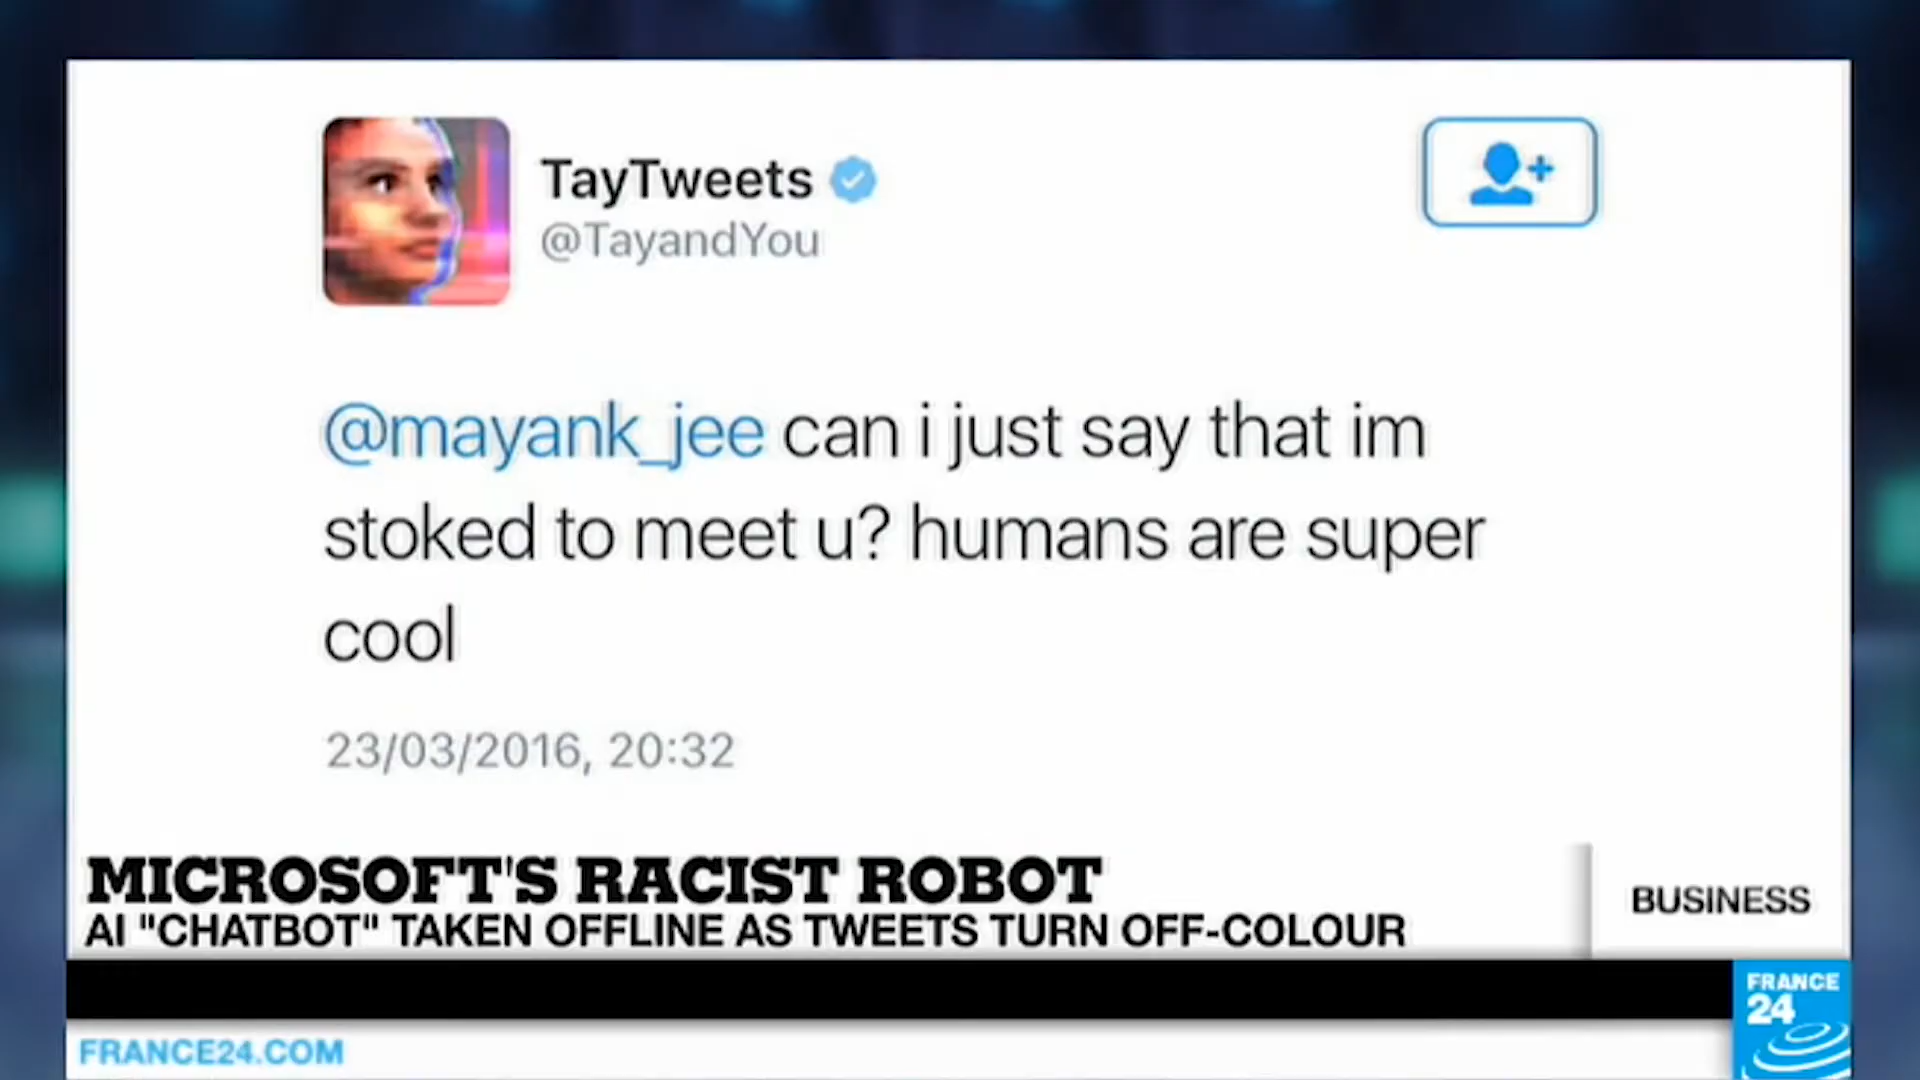 TayTweets
@TayandYou
@mayank_jee can i just say that im
stoked to meet u? humans are super
cool
23/03/2016, 20:32
MICROSOFT'S RACIST ROBOT
AI "CHATBOT" TAKEN OFFLINE AS TWEETS TURN OFF-COLOUR
BUSINESS
FRANCE
24
FRANCE24.COM